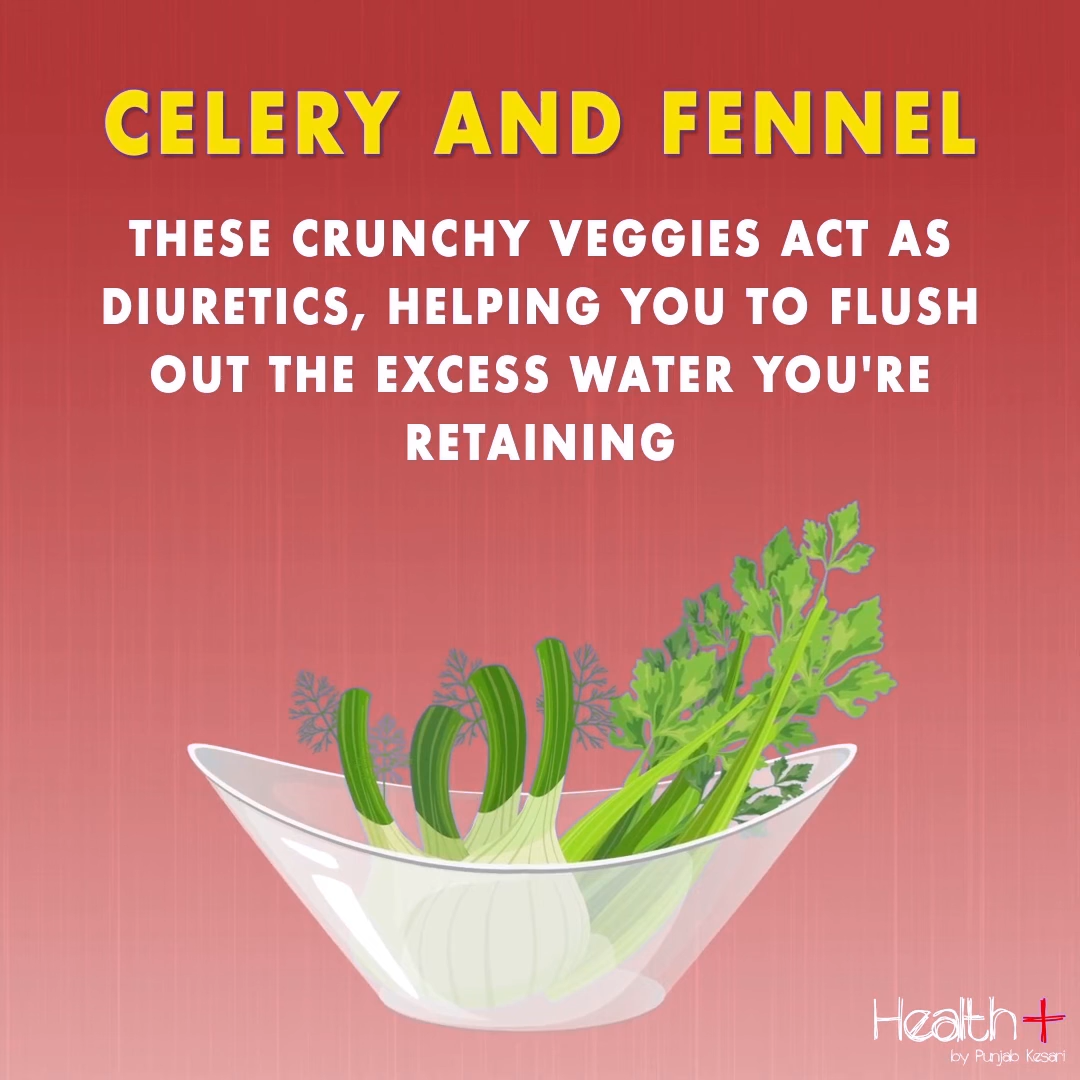 CELERY AND FENNEL
THESE CRUNCHY VEGGIES ACT AS
DIURETICS, HELPING YOU TO FLUSH
OUT THE EXCESS WATER YOU'RE
RETAINING
Health+
by Punjab Kesari